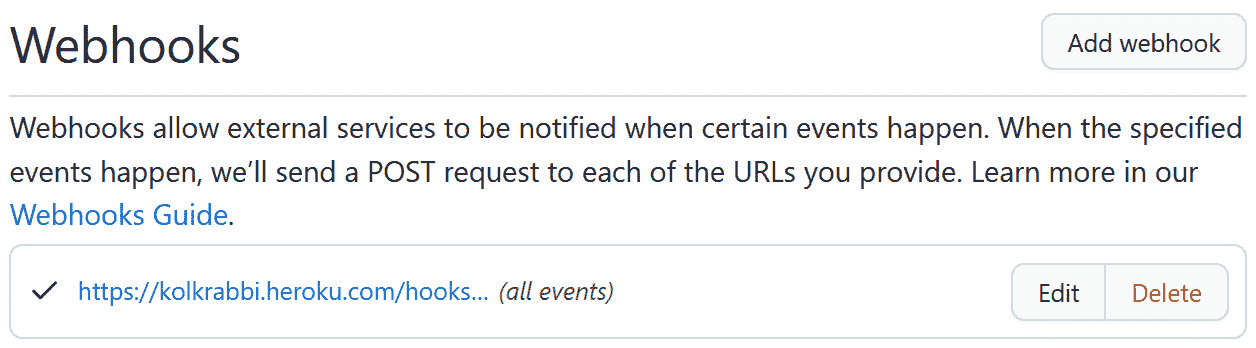 Webhooks
Add webhook
Webhooks allow external services to be notified when certain events happen. When the specified
events happen, we’ll send a POST request to each of the URLs you provide. Learn more in our
Webhooks Guide.
https://kolkrabbi.heroku.com/hooks... (all events)
Edit
Delete